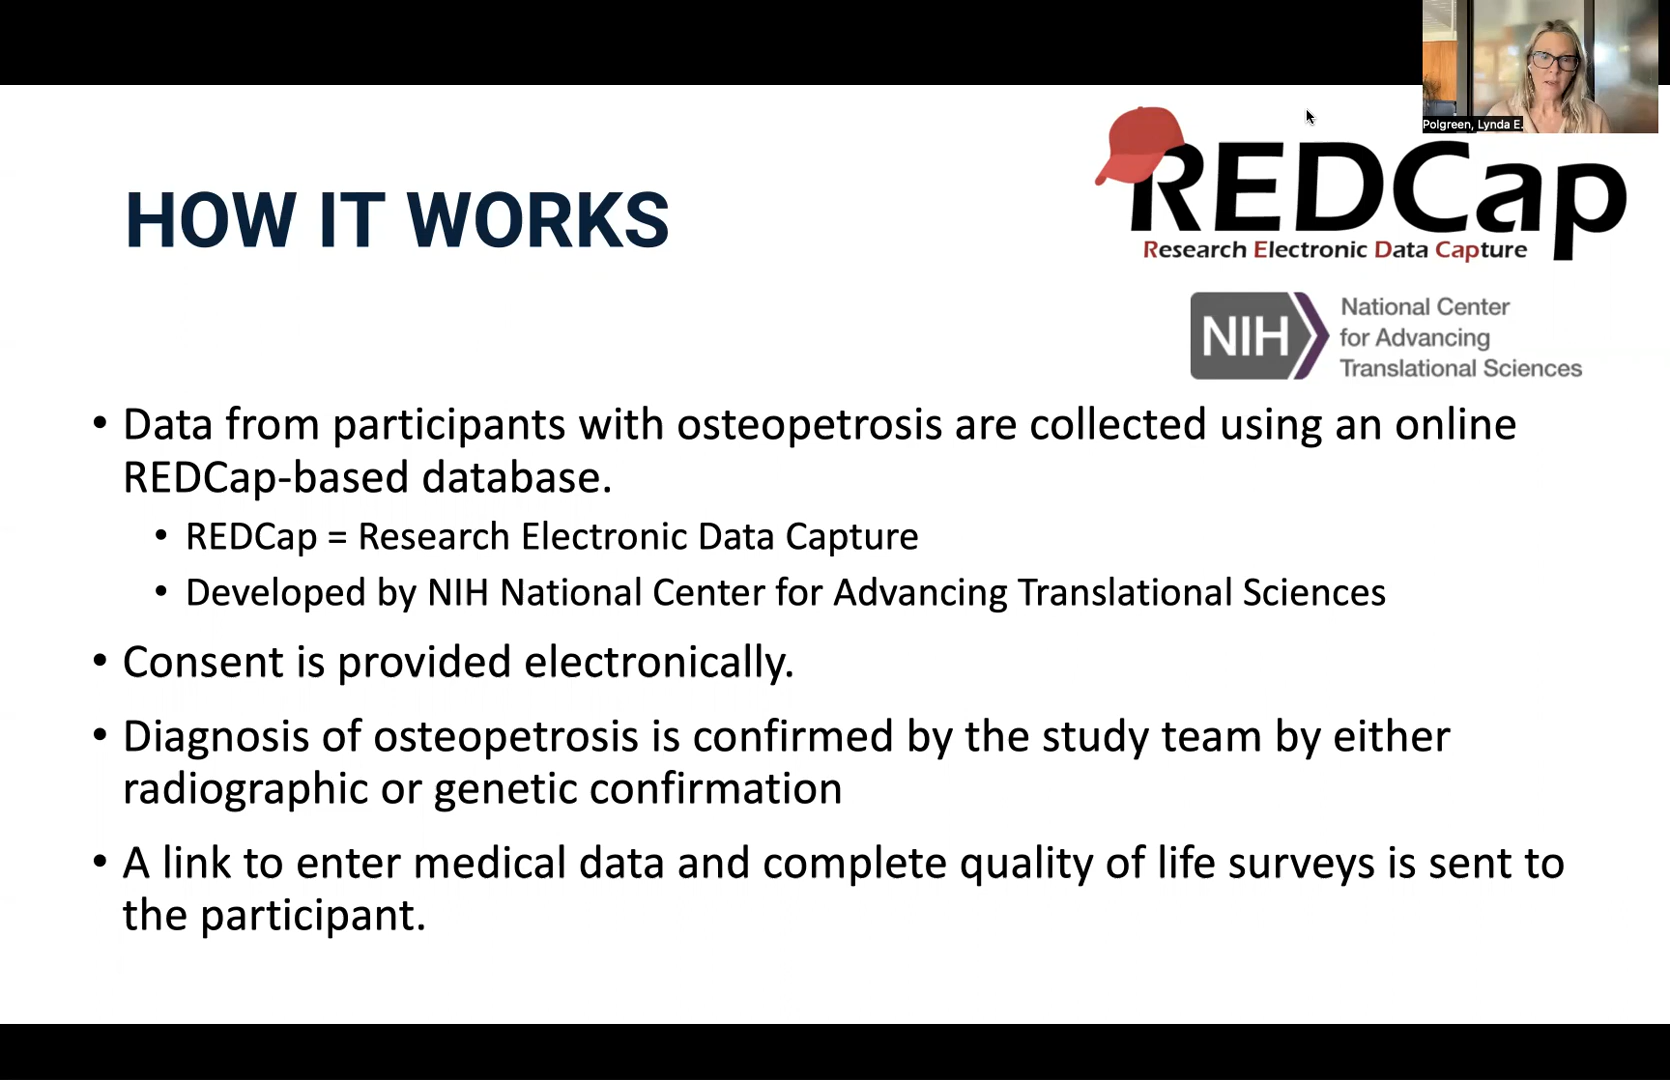 Polgreen, Lynda E.
HOW IT WORKS
REDCap
Research Electronic Data Capture
NIH
National Center
for Advancing
Translational Sciences
• Data from participants with osteopetrosis are collected using an online
REDCap-based database.
• REDCap = Research Electronic Data Capture
• Developed by NIH National Center for Advancing Translational Sciences
• Consent is provided electronically.
• Diagnosis of osteopetrosis is confirmed by the study team by either
radiographic or genetic confirmation
• A link to enter medical data and complete quality of life surveys is sent to
the participant.